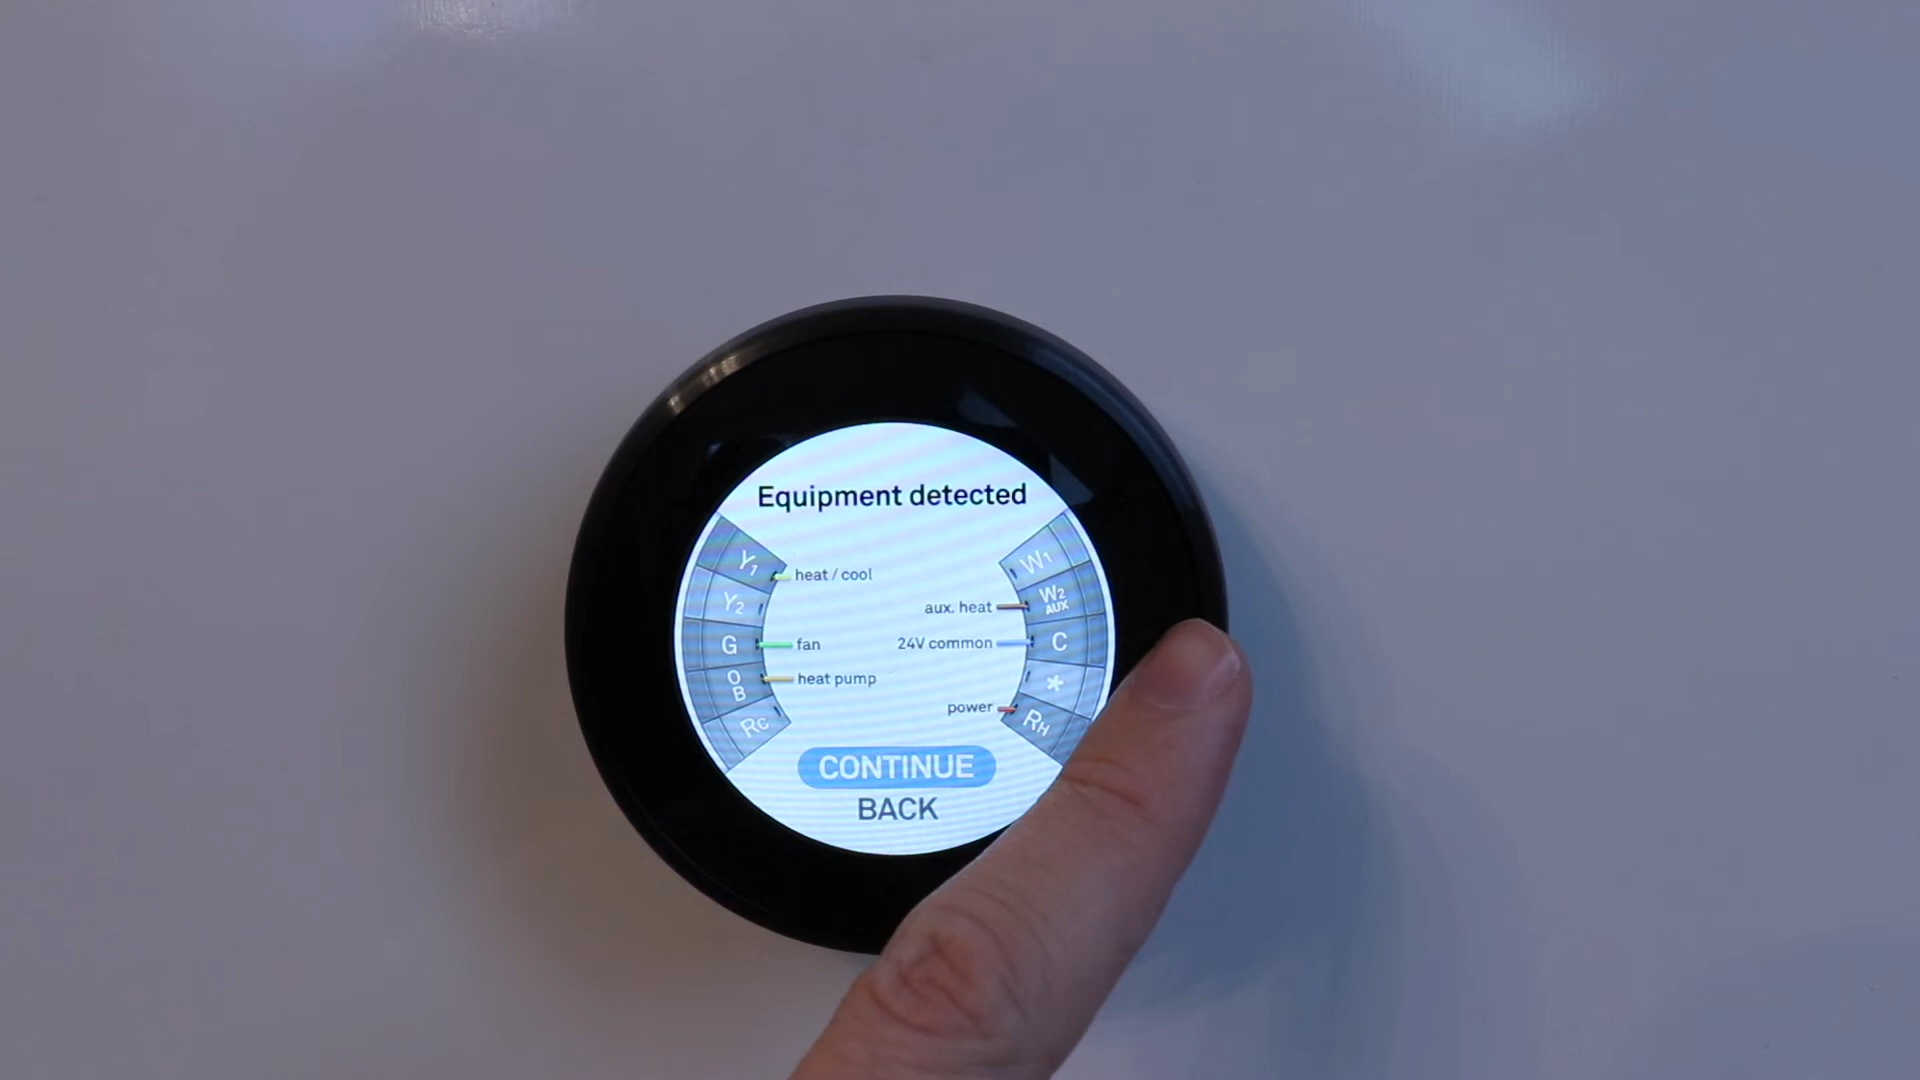 Equipment detected
Y1
heat / cool
Y2
G
fan
O
B
heat pump
Rc
W1
aux. heat
W2
AUX
24V common
C
*
power
RH
CONTINUE
BACK